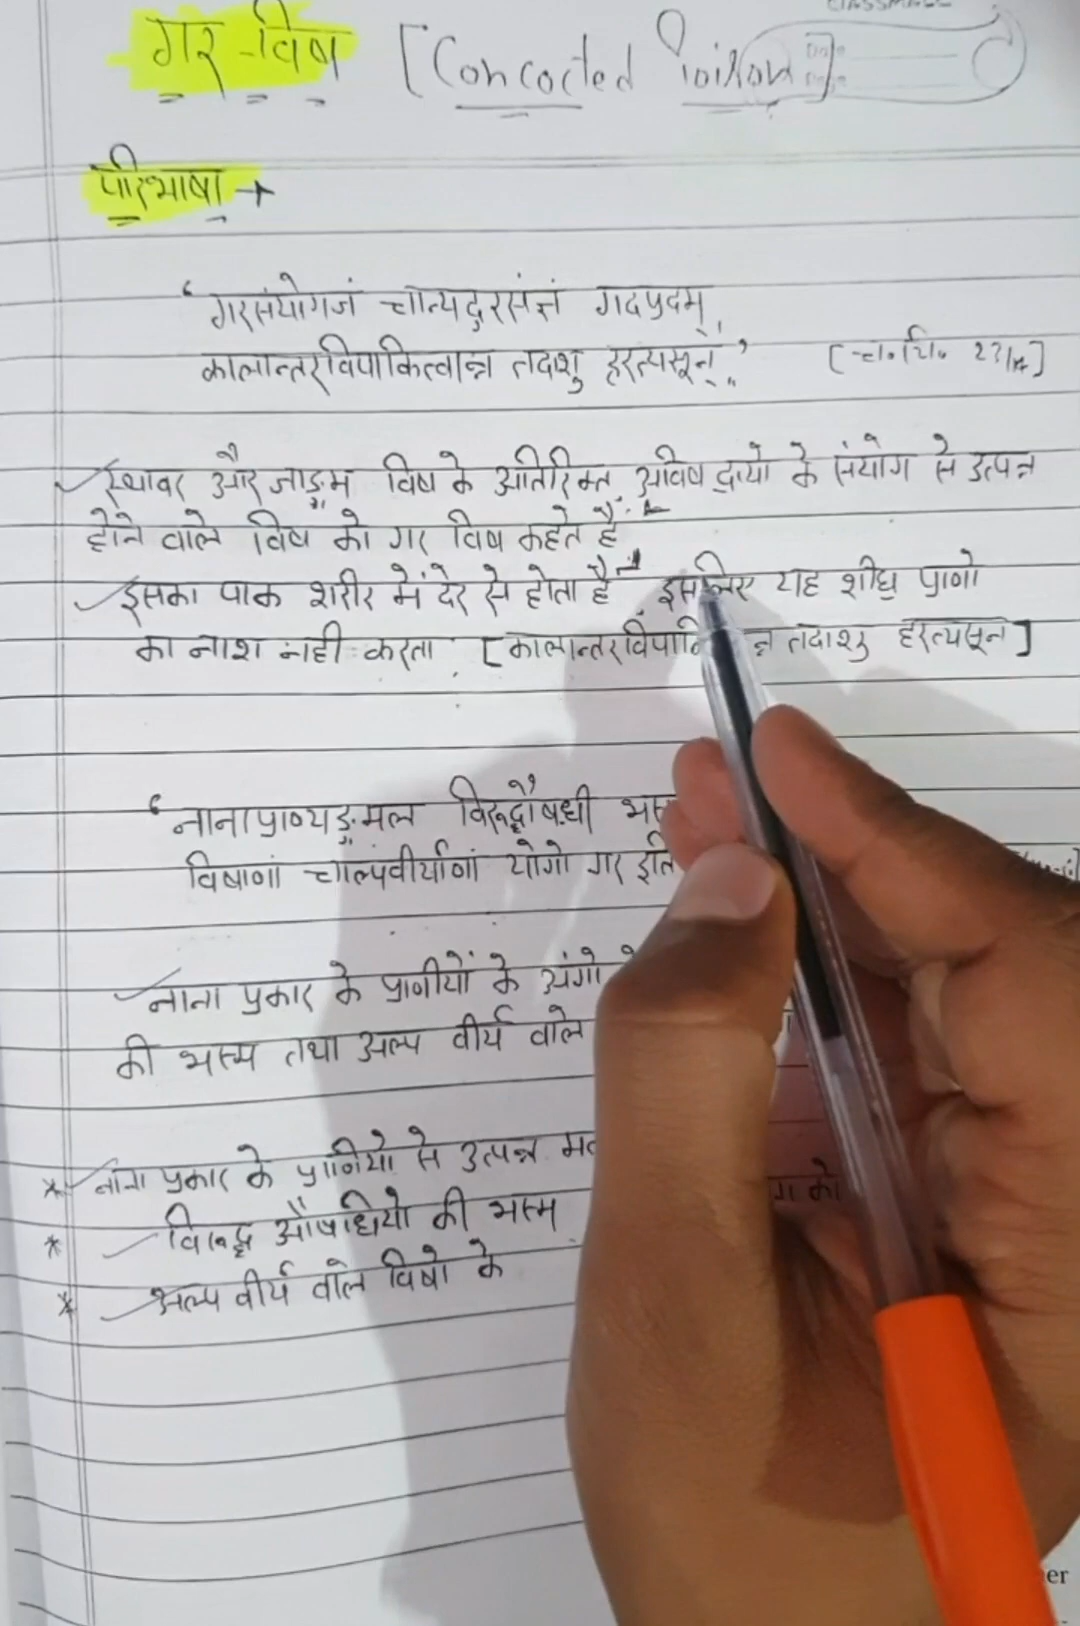 गर-विष [Concocted Poison]
परिभाषा →
‘गरसंयोगजं चान्यद्गरसंज्ञं गदप्रदम्,
कालान्तरविपाकित्वान्न तदाशु हरत्यसून्,,’ [च०चि० 23/14]
स्थावर और जाङ्गम विष के अतिरिक्त अविष द्रव्यो के संयोग से उत्पन्न
होने वाले विष को गर विष कहते है
इसका पाक शरीर में देर से होता है इसलिए यह शीघ्र प्राणो
का नाश नही करता [कालान्तरविपाकि न्न तदाशु हरत्यसून]
‘नानाप्राण्यङ्गमल विरुद्धौषधी भस्
विषाणां चाल्पवीर्याणां योगो गर इति
नाना प्रकार के प्राणीयों के अंगो
की भस्म तथा अल्प वीर्य वाले
* नाना प्रकार के प्राणियो से उत्पन्न मल ग को
* विरुद्ध औषधियो की भस्म
* अल्प वीर्य वाले विषो के
er